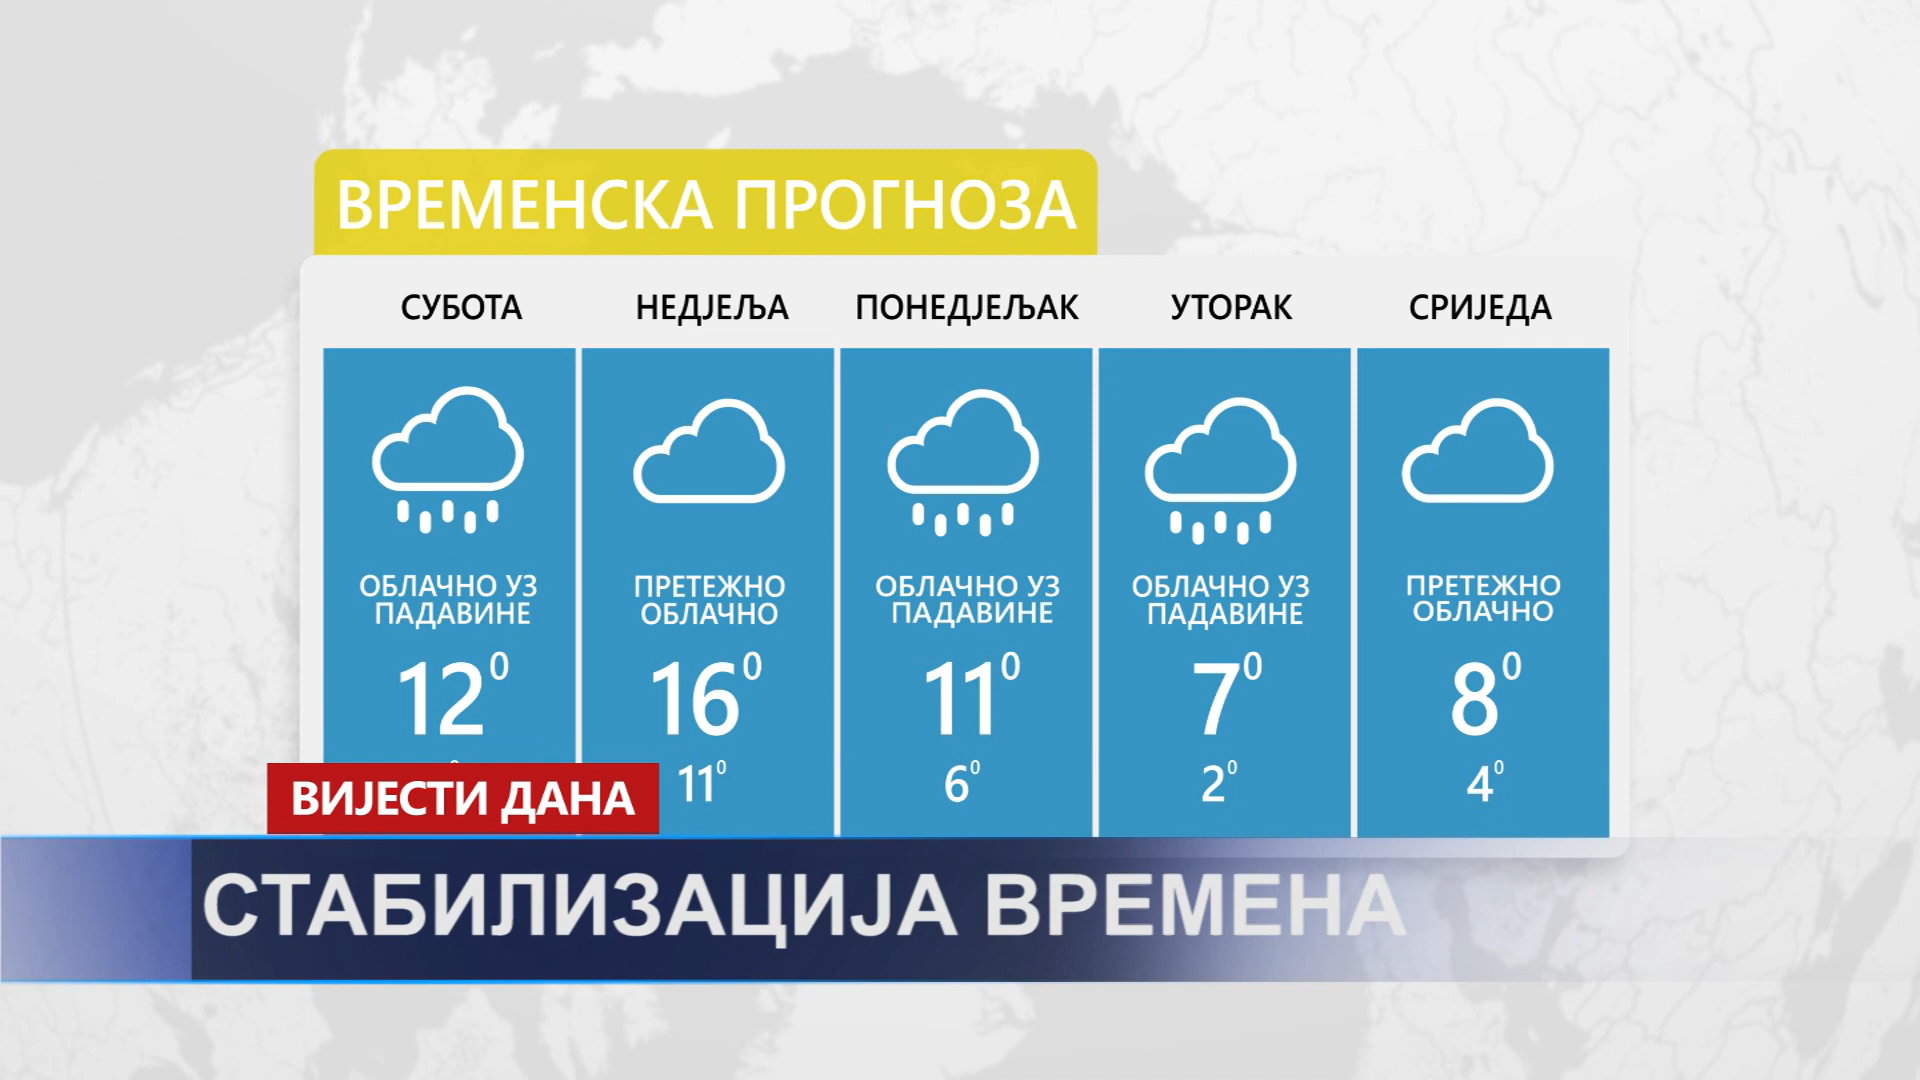 ВРЕМЕНСКА ПРОГНОЗА
СУБОТА
НЕДЈЕЉА
ПОНЕДЈЕЉАК
УТОРАК
СРИЈЕДА
ОБЛАЧНО УЗ
ПАДАВИНЕ
ПРЕТЕЖНО
ОБЛАЧНО
ОБЛАЧНО УЗ
ПАДАВИНЕ
ОБЛАЧНО УЗ
ПАДАВИНЕ
ПРЕТЕЖНО
ОБЛАЧНО
12⁰
16⁰
11⁰
7⁰
8⁰
11⁰
6⁰
2⁰
4⁰
ВИЈЕСТИ ДАНА
СТАБИЛИЗАЦИЈА ВРЕМЕНА